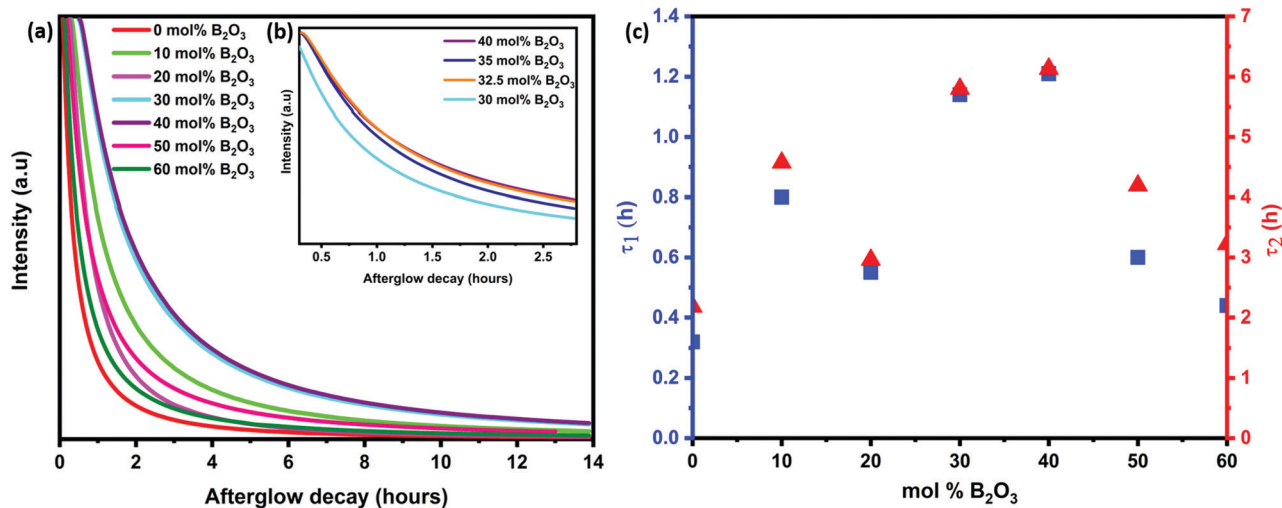 (a)
0 mol% B₂O₃
10 mol% B₂O₃
20 mol% B₂O₃
30 mol% B₂O₃
40 mol% B₂O₃
50 mol% B₂O₃
60 mol% B₂O₃
Intensity (a.u)
0 2 4 6 8 10 12 14
Afterglow decay (hours)
(b)
40 mol% B₂O₃
35 mol% B₂O₃
32.5 mol% B₂O₃
30 mol% B₂O₃
Intensity (a.u)
0.5 1.0 1.5 2.0 2.5
Afterglow decay (hours)
(c)
1.4
1.2
1.0
0.8
0.6
0.4
0.2
0.0
τ₁ (h)
7
6
5
4
3
2
1
0
τ₂ (h)
0 10 20 30 40 50 60
mol % B₂O₃